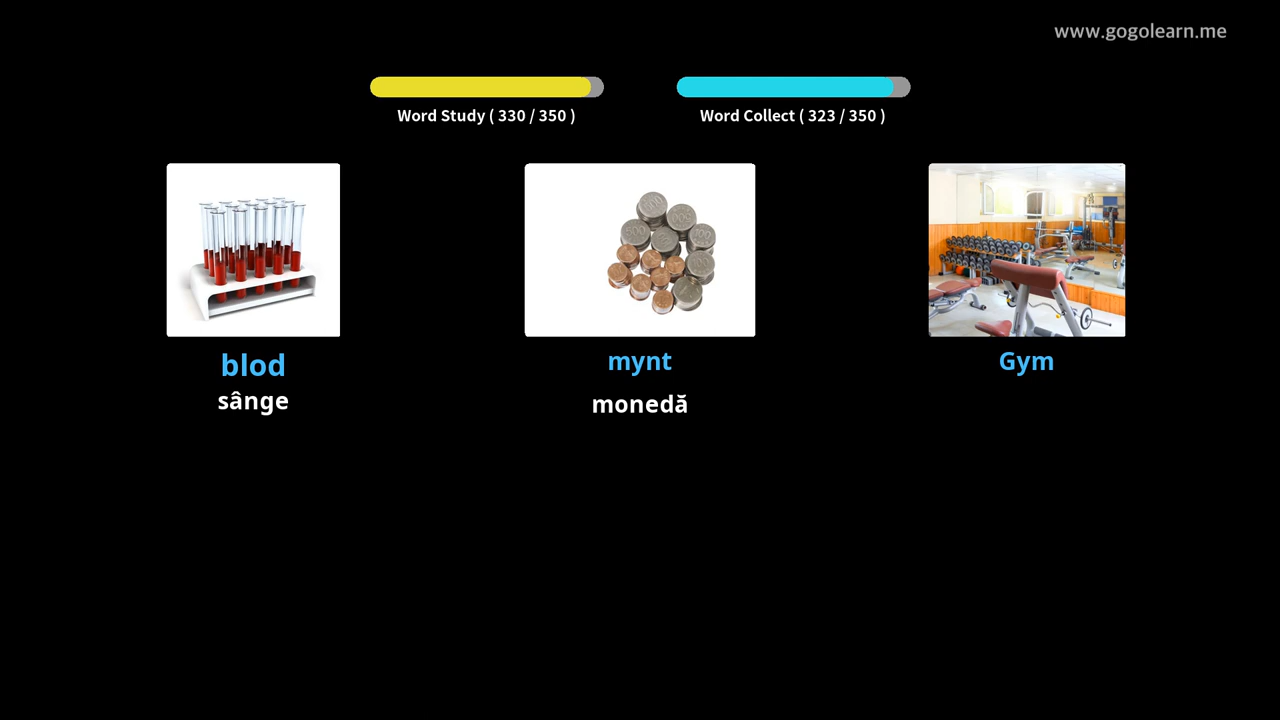 www.gogolearn.me
Word Study ( 330 / 350 )
Word Collect ( 323 / 350 )
blod
sânge
mynt
monedă
Gym